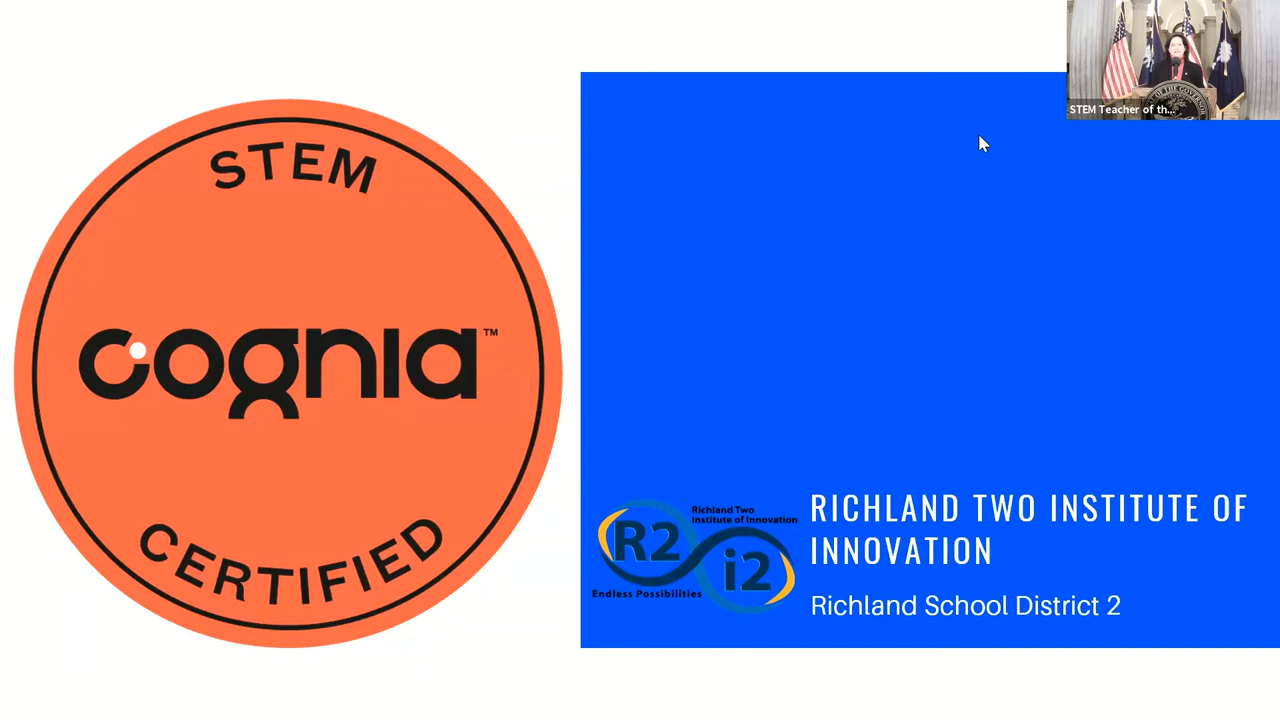 STEM
cognia™
CERTIFIED
STEM Teacher of th...
Richland Two
Institute of Innovation
R2
i2
Endless Possibilities
RICHLAND TWO INSTITUTE OF
INNOVATION
Richland School District 2